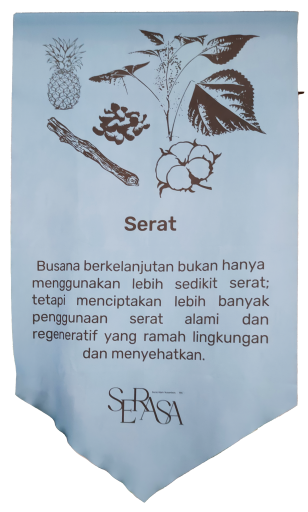 Serat
Busana berkelanjutan bukan hanya
menggunakan lebih sedikit serat;
tetapi menciptakan lebih banyak
penggunaan serat alami dan
regeneratif yang ramah lingkungan
dan menyehatkan.
SERASA